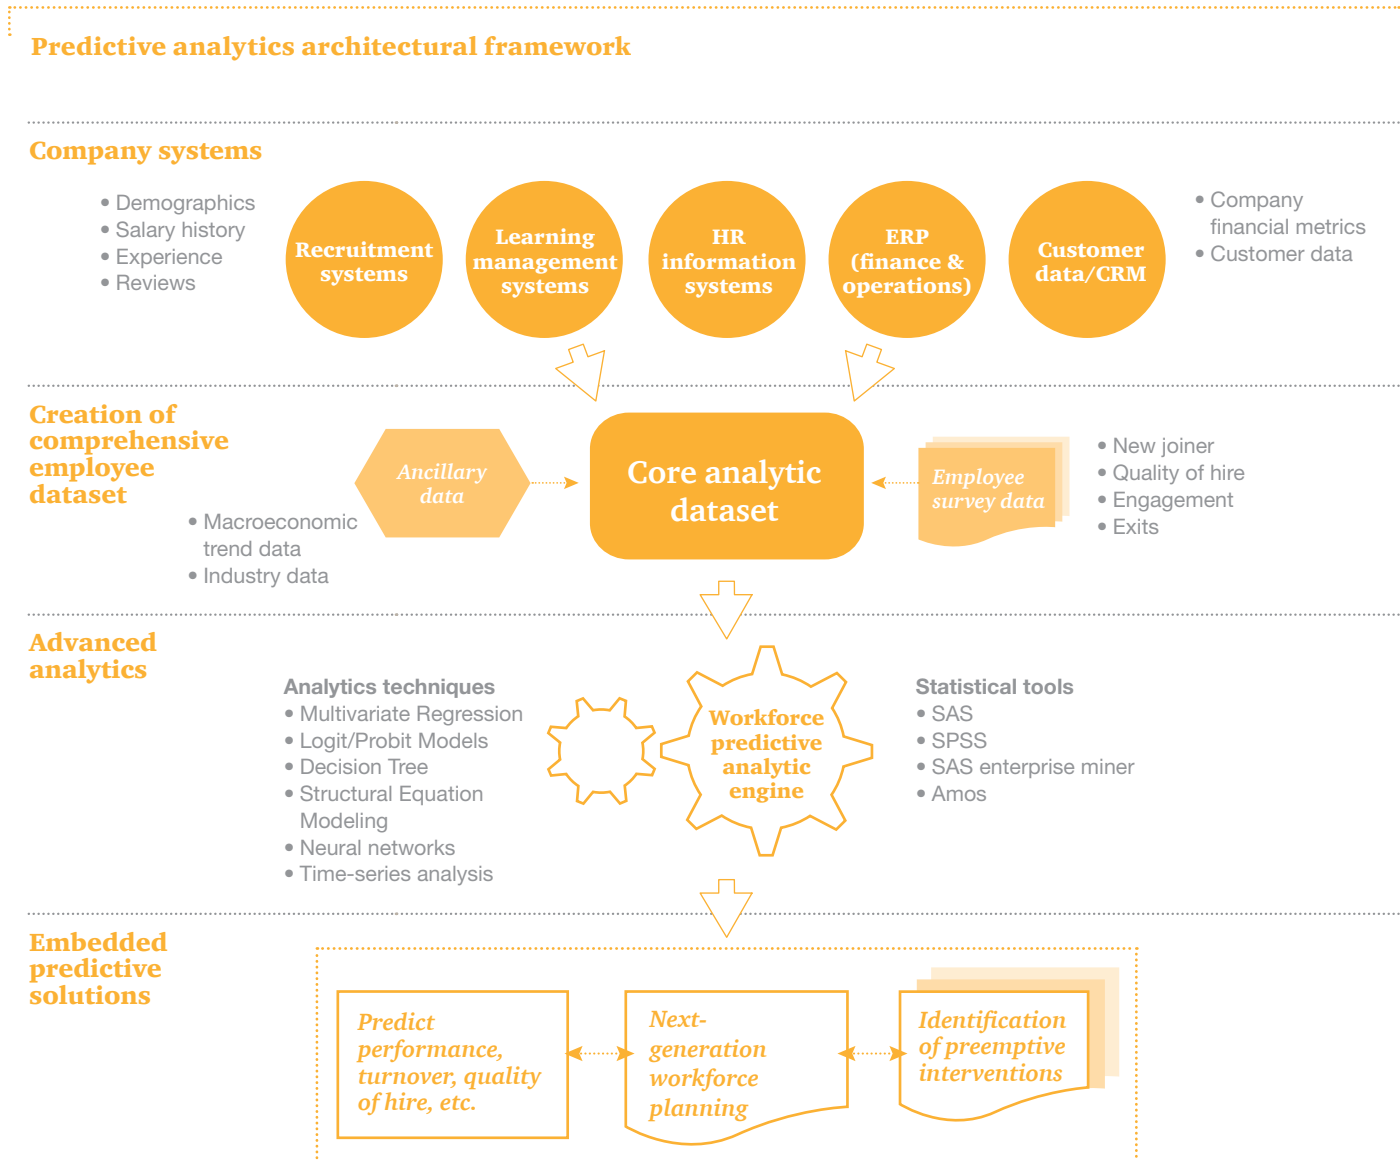 Predictive analytics architectural framework
Company systems
• Demographics
• Salary history
• Experience
• Reviews
Recruitment
systems
Learning
management
systems
HR
information
systems
ERP
(finance &
operations)
Customer
data/CRM
• Company
financial metrics
• Customer data
Creation of
comprehensive
employee
dataset
Ancillary
data
• Macroeconomic
trend data
• Industry data
Core analytic
dataset
Employee
survey data
• New joiner
• Quality of hire
• Engagement
• Exits
Advanced
analytics
Analytics techniques
• Multivariate Regression
• Logit/Probit Models
• Decision Tree
• Structural Equation
Modeling
• Neural networks
• Time-series analysis
Workforce
predictive
analytic
engine
Statistical tools
• SAS
• SPSS
• SAS enterprise miner
• Amos
Embedded
predictive
solutions
Predict
performance,
turnover, quality
of hire, etc.
Next-
generation
workforce
planning
Identification
of preemptive
interventions